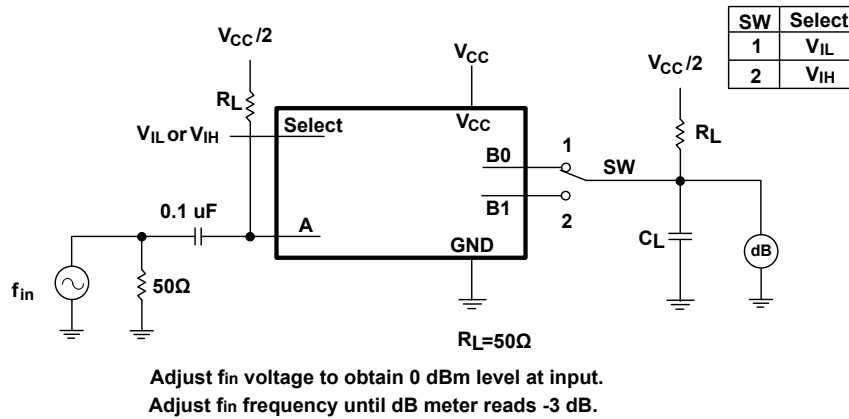 SW Select
1 VIL
2 VIH
VCC/2
VCC
VCC/2
RL
VIL or VIH
Select
VCC
RL
B0
1
SW
B1
2
0.1 uF
A
GND
CL
dB
fin
50Ω
RL=50Ω
Adjust fin voltage to obtain 0 dBm level at input.
Adjust fin frequency until dB meter reads -3 dB.